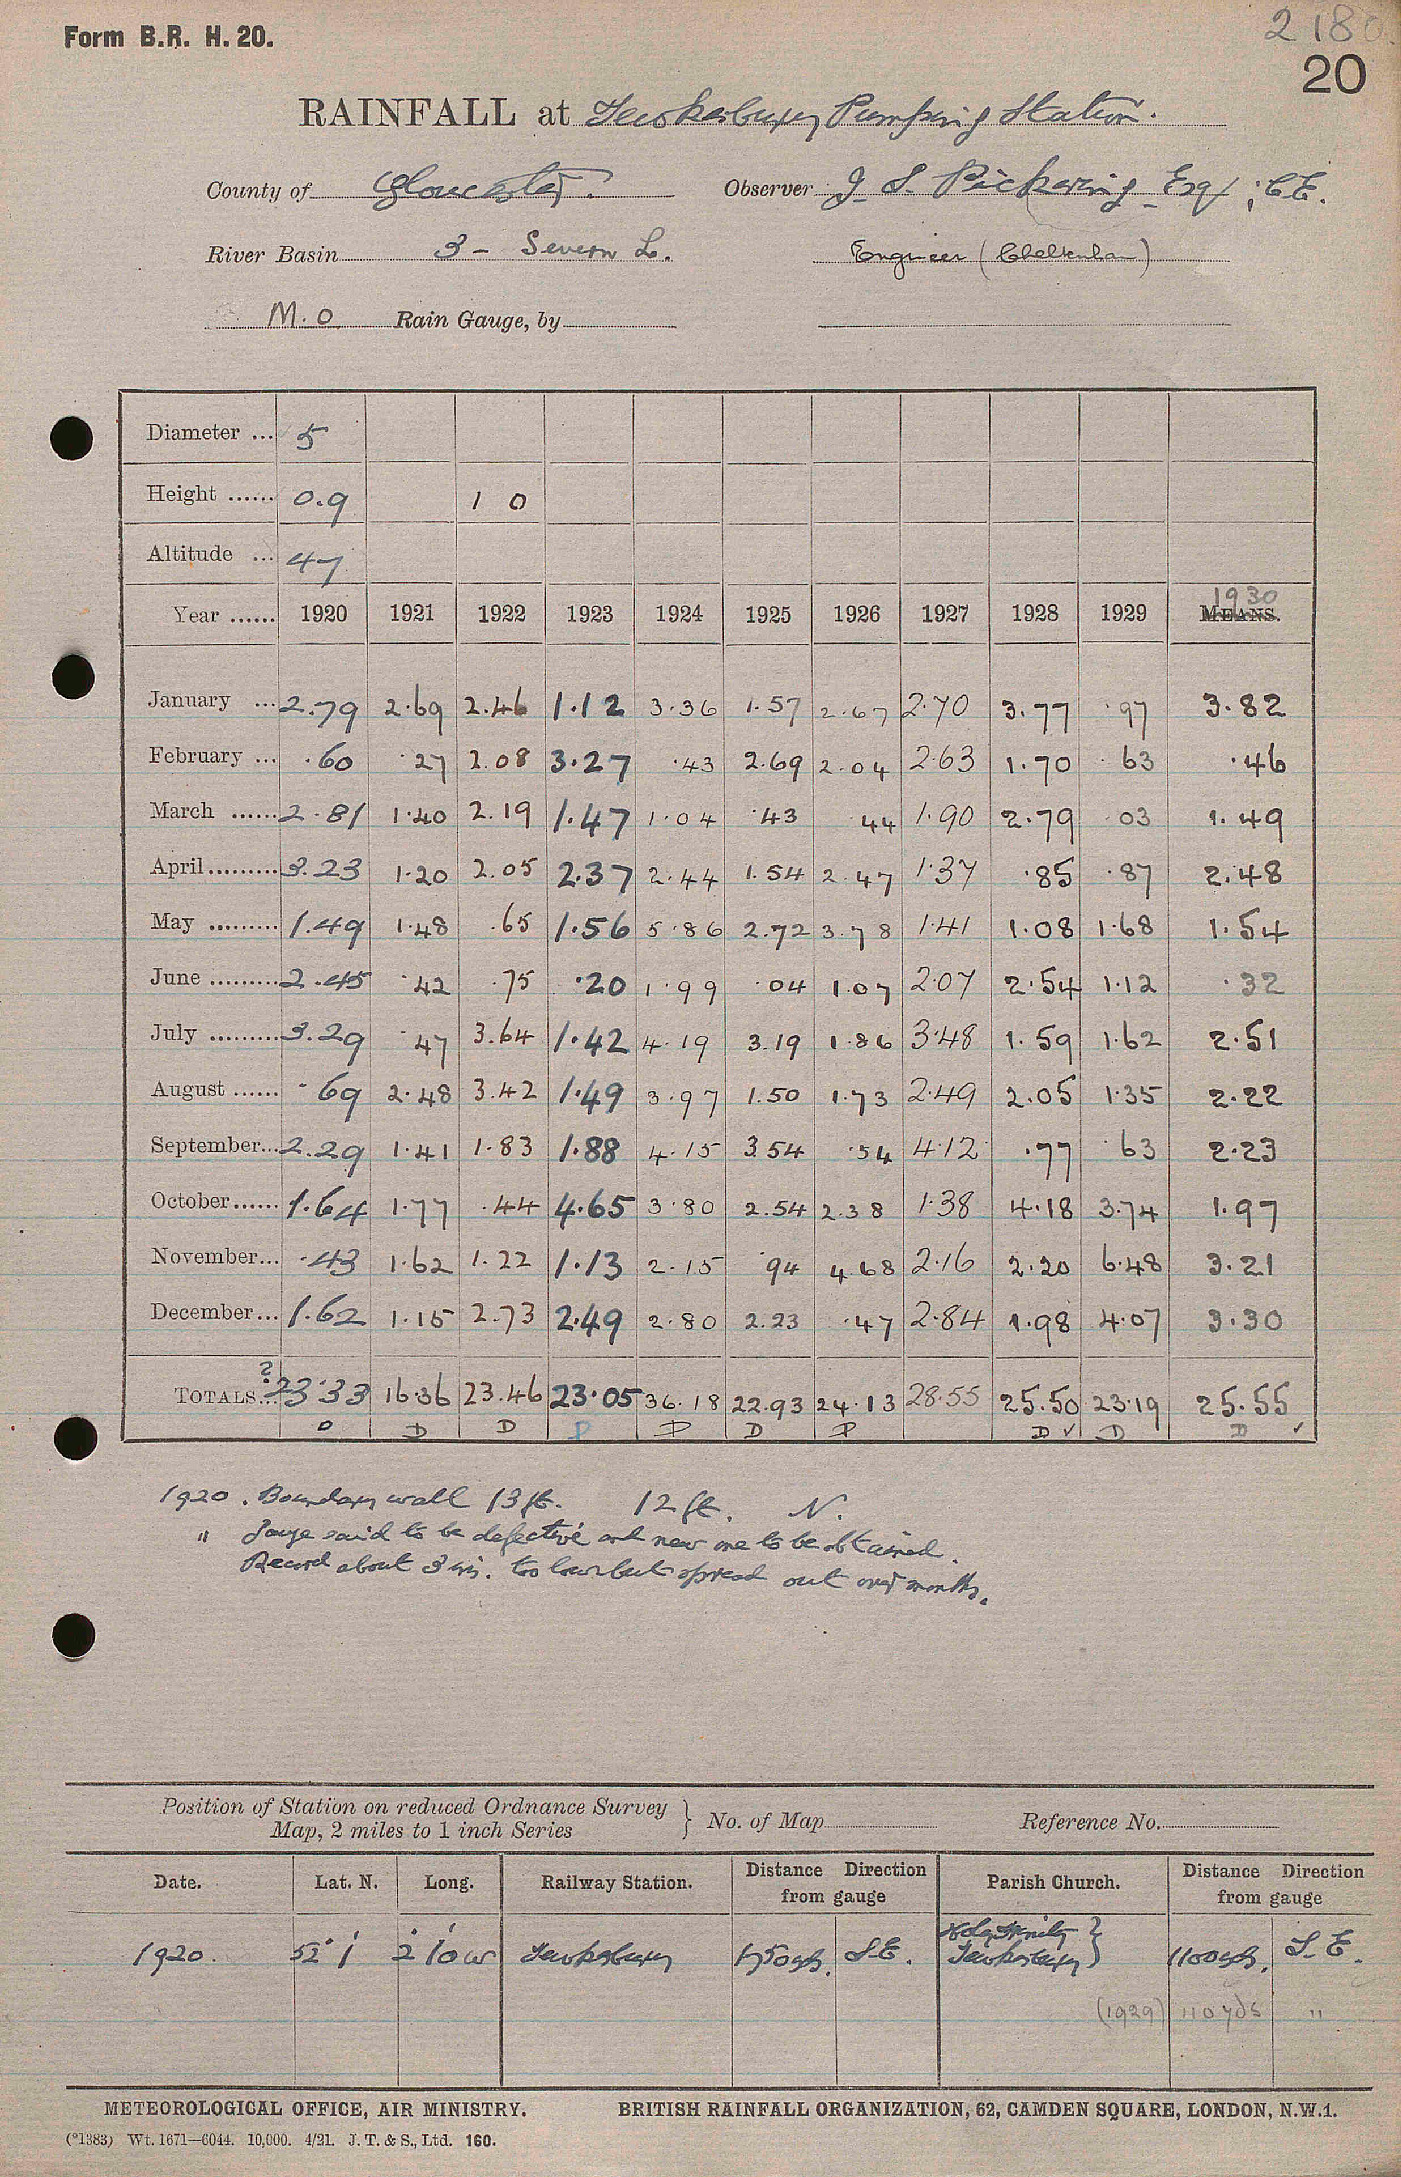 Form B.R. H. 20.
2180
20
RAINFALL at Tewkesbury Pumping Station.
County of Gloucester. Observer J. S. Pickering Esq; C.E.
River Basin 3 - Severn L. Engineer (Cheltenham)
M.O. Rain Gauge, by
Diameter ... 5
Height ...... 0.9 1 0
Altitude ... 47
Year ...... 1920 1921 1922 1923 1924 1925 1926 1927 1928 1929 MEANS. 1930
January ... 2.79 2.69 2.46 1.12 3.36 1.57 2.67 2.70 3.77 .97 3.82
February ... .60 .27 2.08 3.27 .43 2.69 2.04 2.63 1.70 .63 .46
March ...... 2.81 1.40 2.19 1.47 1.04 .43 .44 1.90 2.79 .03 1.49
April ......... 3.23 1.20 2.05 2.37 2.44 1.54 2.47 1.37 .85 .87 2.48
May ......... 1.49 1.48 .65 1.56 5.86 2.72 3.78 1.41 1.08 1.68 1.54
June ......... 2.45 .42 .75 .20 1.99 .04 1.07 2.07 2.54 1.12 .32
July ......... 3.29 .47 3.64 1.42 4.19 3.19 1.86 3.48 1.59 1.62 2.51
August ...... .69 2.48 3.42 1.49 3.97 1.50 1.73 2.49 2.05 1.35 2.22
September... 2.29 1.41 1.83 1.88 4.15 3.54 .54 4.12 .77 .63 2.23
October...... 1.64 1.77 .44 4.65 3.80 2.54 2.38 1.38 4.18 3.74 1.97
November... .43 1.62 1.22 1.13 2.15 .94 4.68 2.16 2.20 6.48 3.21
December... 1.62 1.15 2.73 2.49 2.80 2.23 .47 2.84 1.98 4.07 3.30
TOTALS... ? 23.33 16.36 23.46 23.05 36.18 22.93 24.13 28.55 25.50 23.19 25.55
D D D P P D P D ✓ D D ✓
1920. Boundary wall 13 ft. 12 ft. N.
" Gauge said to be defective and new one to be obtained.
Record about 3 ins. too low but spread out over months.
Position of Station on reduced Ordnance Survey
Map, 2 miles to 1 inch Series } No. of Map Reference No.
Date. Lat. N. Long. Railway Station. Distance Direction from gauge Parish Church. Distance Direction from gauge
1920. 52° 1' 2° 10' W Tewkesbury 1750 yds. S.E. Holy Trinity Tewkesbury } 1100 yds. S.E.
(1929) 110 yds "
METEOROLOGICAL OFFICE, AIR MINISTRY. BRITISH RAINFALL ORGANIZATION, 62, CAMDEN SQUARE, LONDON, N.W.1.
(*1383) Wt. 1671—6044. 10,000. 4/21. J. T. & S., Ltd. 160.